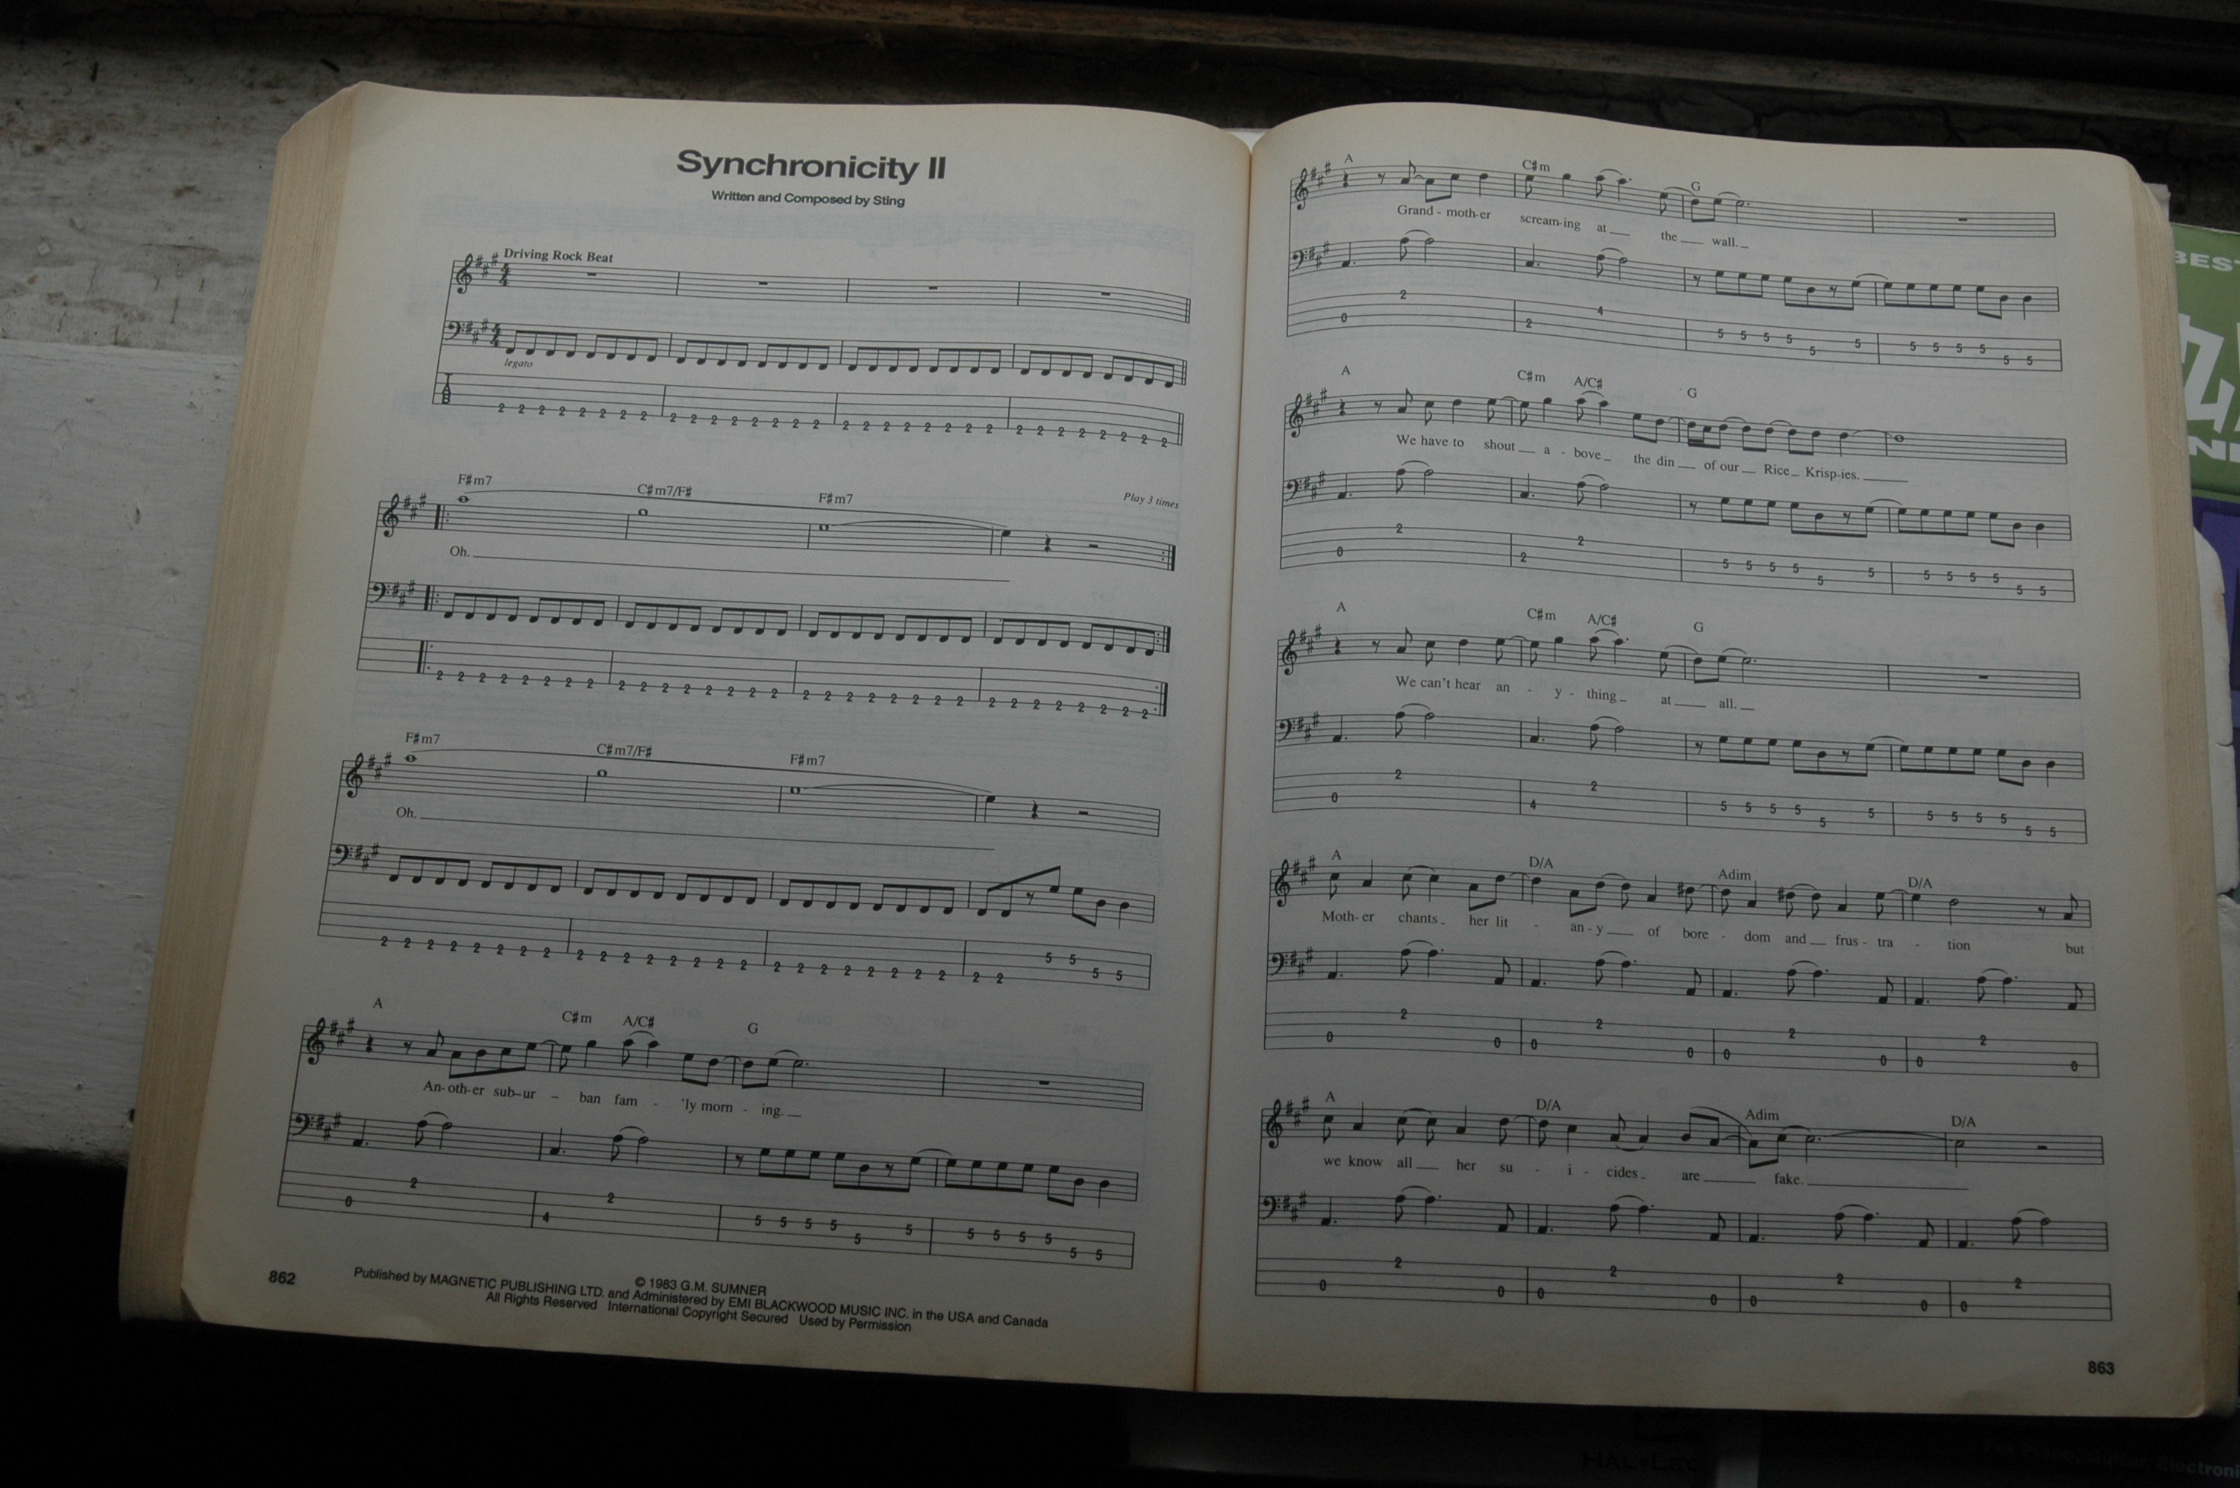 Synchronicity II
Written and Composed by Sting
Driving Rock Beat
legato
T
A
B
2 2 2 2 2 2 2 2 2 2 2 2 2 2 2 2 2 2 2 2 2 2 2 2 2 2 2 2 2 2 2 2
F♯m7 C♯m7/F♯ F♯m7 Play 3 times
Oh.
2 2 2 2 2 2 2 2 2 2 2 2 2 2 2 2 2 2 2 2 2 2 2 2 2 2 2 2 2 2 2 2
F♯m7 C♯m7/F♯ F♯m7
Oh.
2 2 2 2 2 2 2 2 2 2 2 2 2 2 2 2 2 2 2 2 2 2 2 2 2 2 5 5 5 5
A C♯m A/C♯ G
An-oth-er sub-ur - ban fam - 'ly morn - ing.
0 2 4 2 5 5 5 5 5 5 5 5 5 5 5 5
© 1983 G.M. SUMNER
Published by MAGNETIC PUBLISHING LTD. and Administered by EMI BLACKWOOD MUSIC INC. in the USA and Canada
All Rights Reserved International Copyright Secured Used by Permission
862
A C♯m G
Grand - moth-er scream-ing at the wall.
0 2 2 4 5 5 5 5 5 5 5 5 5 5 5 5
A C♯m A/C♯ G
We have to shout a - bove the din of our Rice Krisp-ies.
0 2 2 2 5 5 5 5 5 5 5 5 5 5 5 5
A C♯m A/C♯ G
We can't hear an - y - thing at all.
0 2 4 2 5 5 5 5 5 5 5 5 5 5 5 5
A D/A Adim D/A
Moth-er chants her lit - an-y of bore - dom and frus - tra - tion but
0 2 0 0 2 0 0 2 0 0 2 0
A D/A Adim D/A
we know all her su - i - cides are fake.
0 2 0 0 2 0 0 2 0 0 2
863
BEST
HAL•LEO